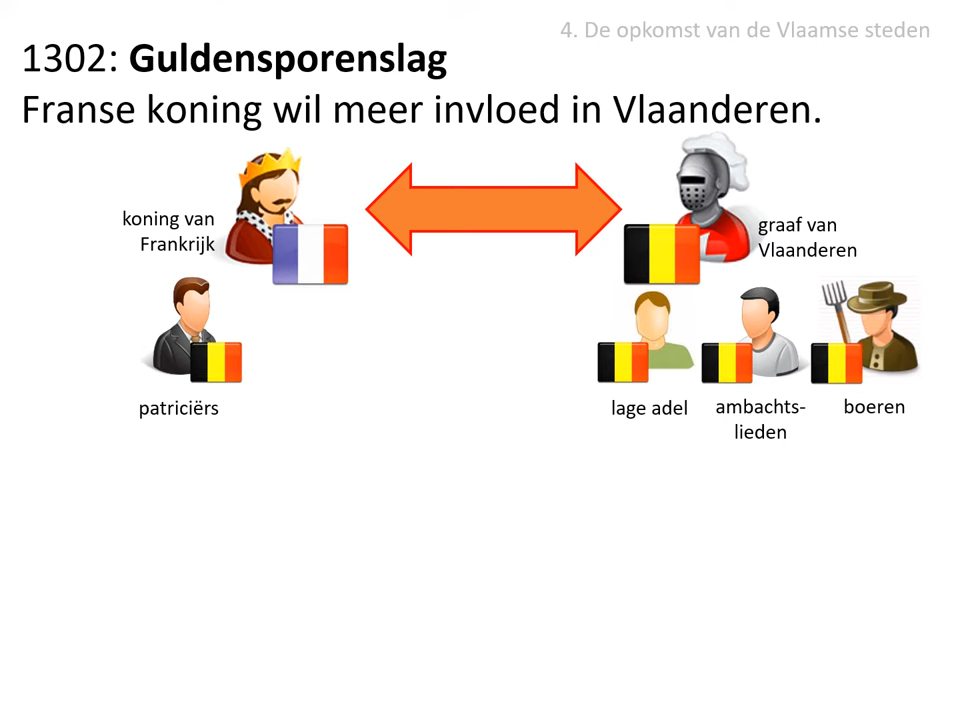 4. De opkomst van de Vlaamse steden
1302: Guldensporenslag
Franse koning wil meer invloed in Vlaanderen.
koning van
Frankrijk
graaf van
Vlaanderen
patriciërs
lage adel
ambachts-
lieden
boeren